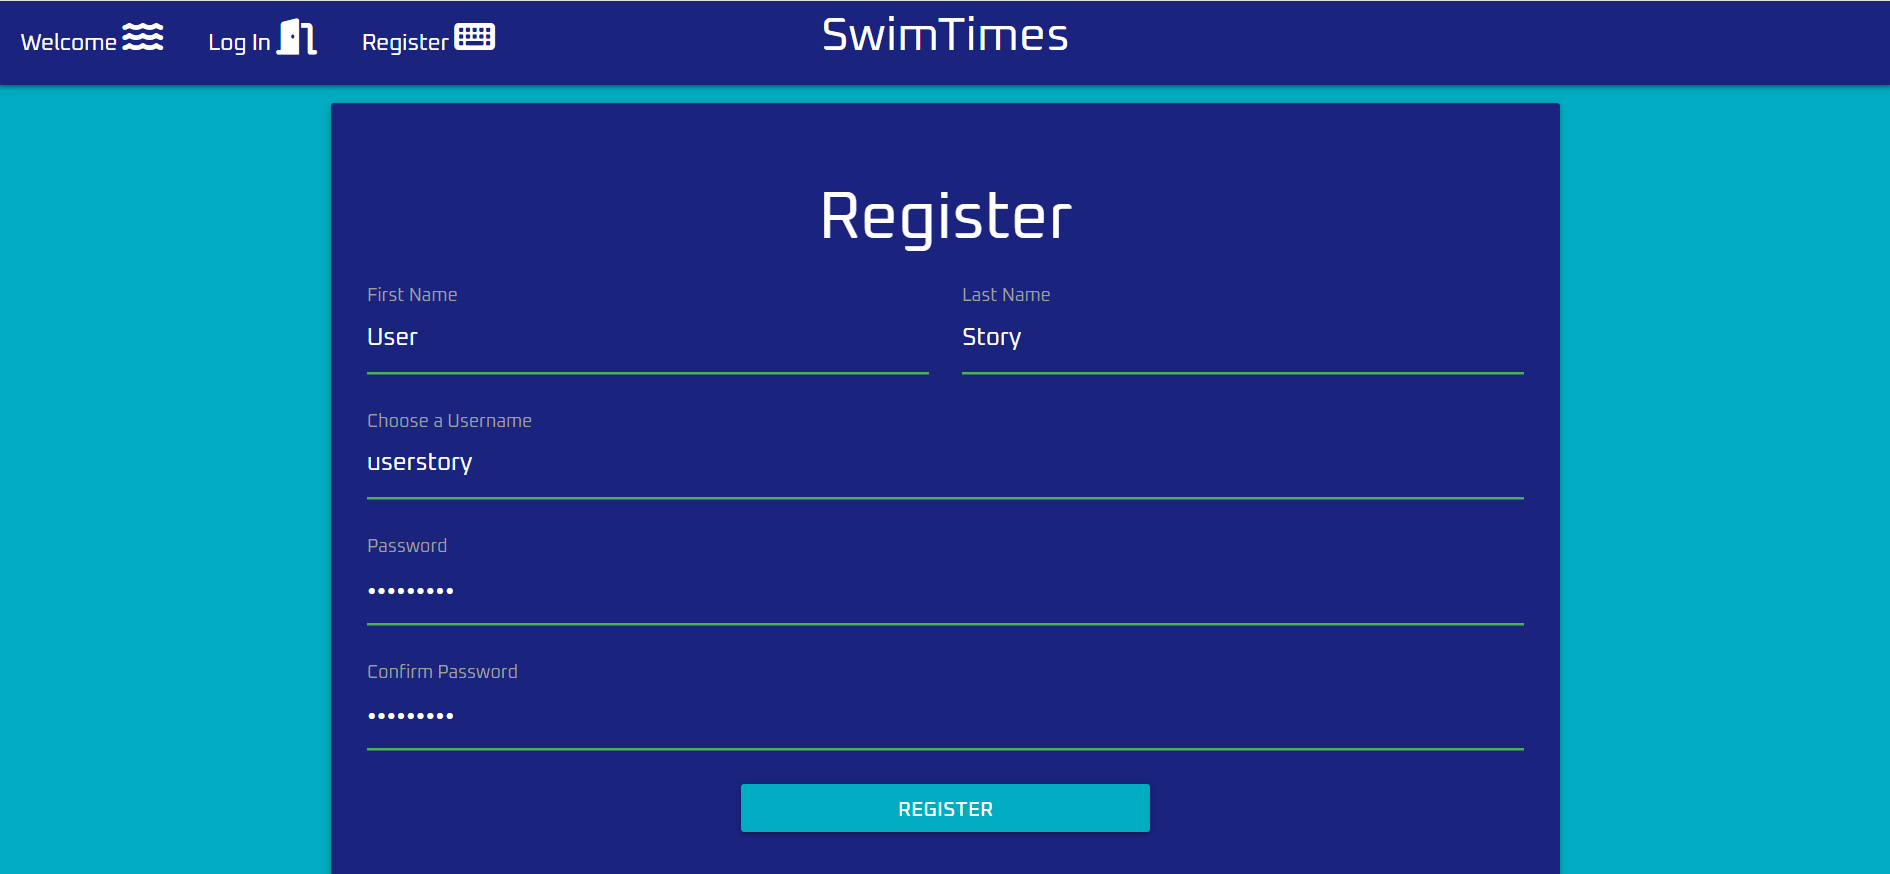 Welcome Log In Register SwimTimes
Register
First Name Last Name
User Story
Choose a Username
userstory
Password
•••••••••
Confirm Password
•••••••••
REGISTER